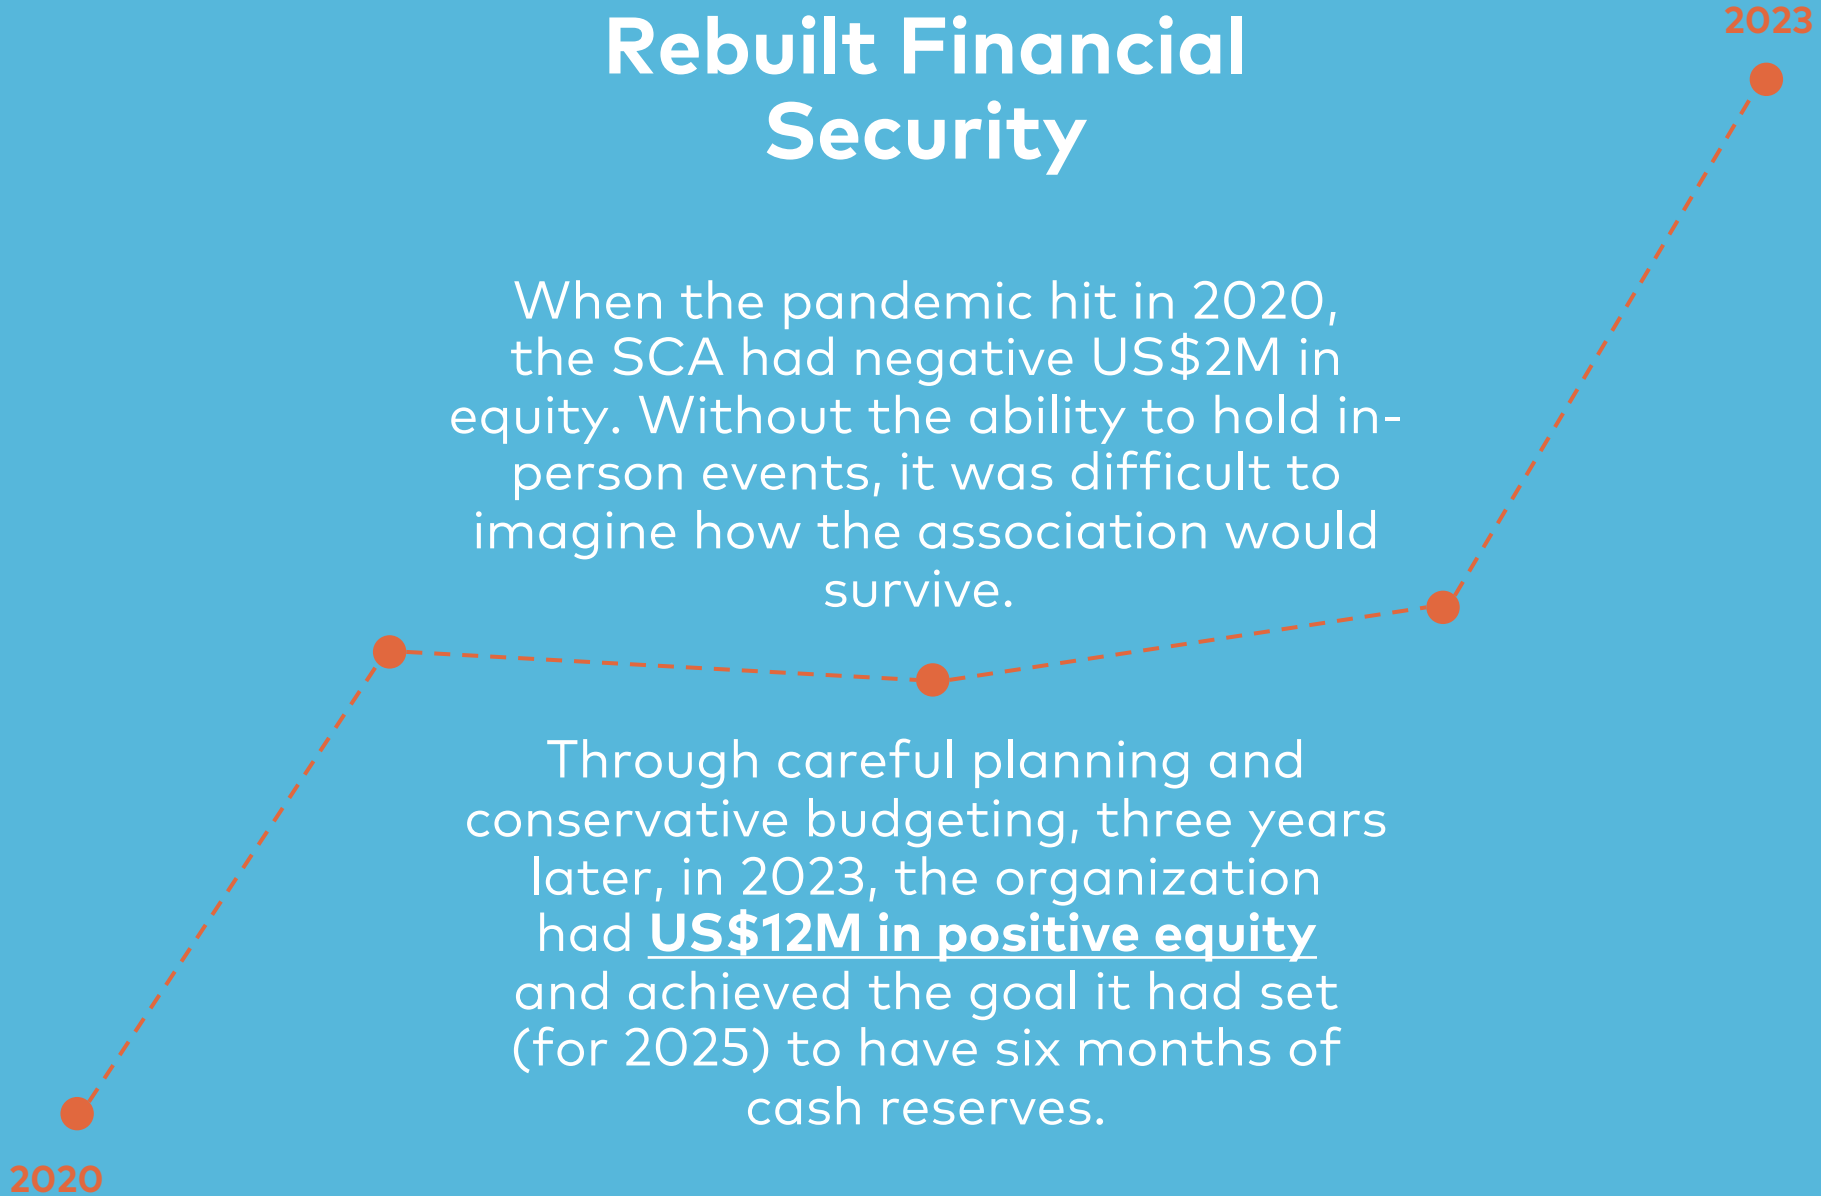 2023
Rebuilt Financial
Security
When the pandemic hit in 2020,
the SCA had negative US$2M in
equity. Without the ability to hold in-
person events, it was difficult to
imagine how the association would
survive.
Through careful planning and
conservative budgeting, three years
later, in 2023, the organization
had US$12M in positive equity
and achieved the goal it had set
(for 2025) to have six months of
cash reserves.
2020